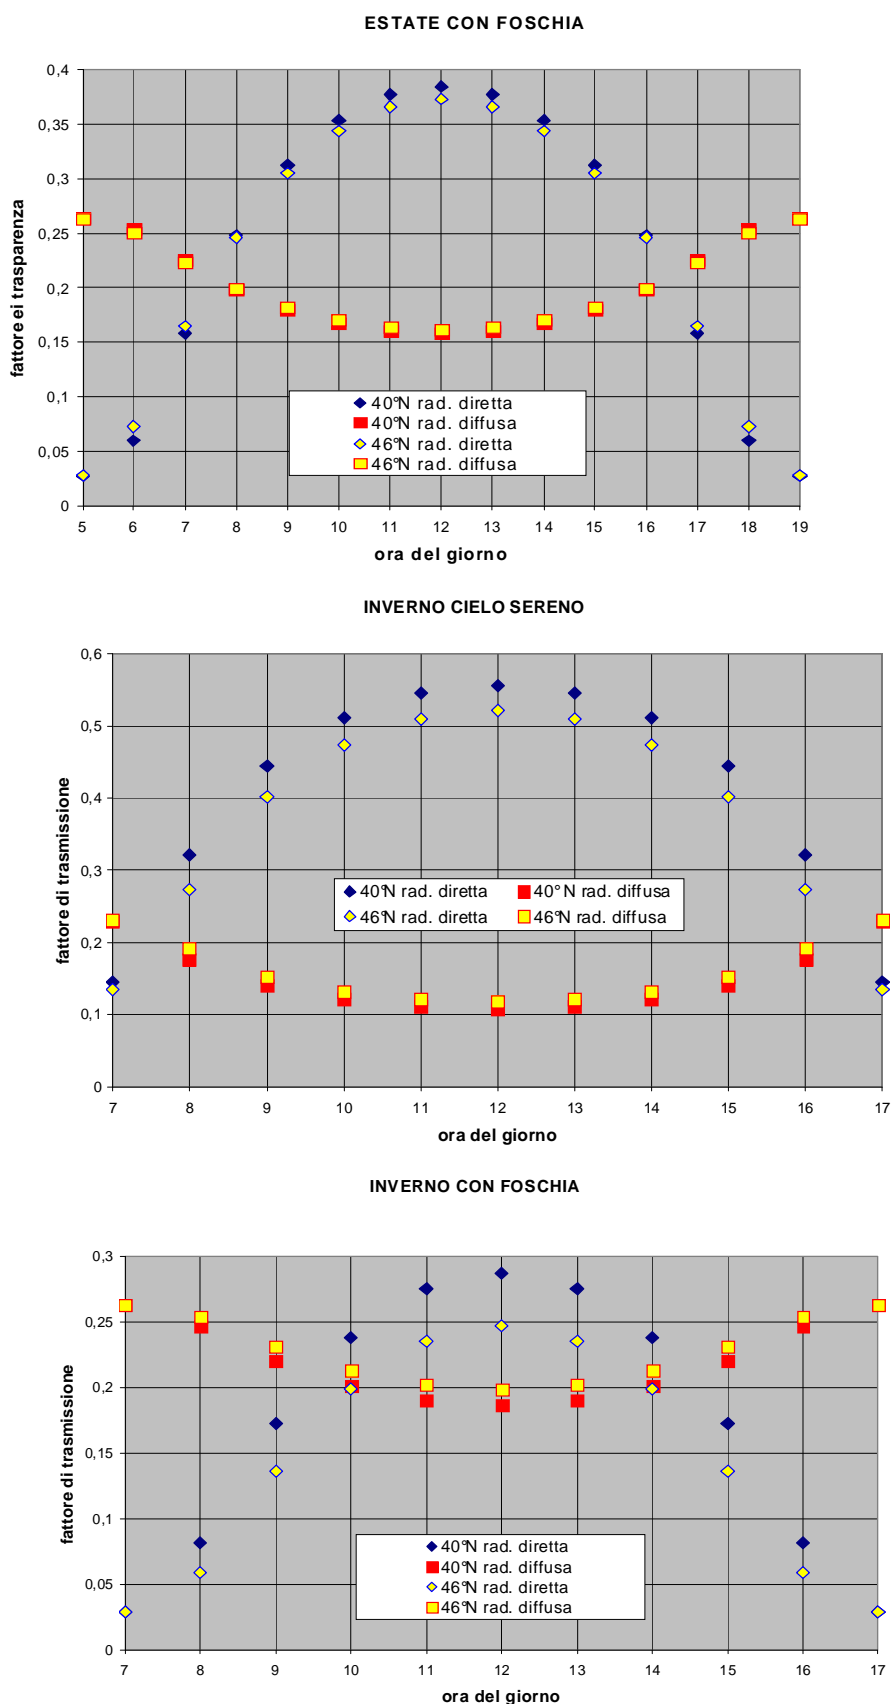 ESTATE CON FOSCHIA
fattore ei trasparenza
0,4
0,35
0,3
0,25
0,2
0,15
0,1
0,05
0
40°N rad. diretta
40°N rad. diffusa
46°N rad. diretta
46°N rad. diffusa
5 6 7 8 9 10 11 12 13 14 15 16 17 18 19
ora del giorno
INVERNO CIELO SERENO
fattore di trasmissione
0,6
0,5
0,4
0,3
0,2
0,1
0
40°N rad. diretta 40°N rad. diffusa
46°N rad. diretta 46°N rad. diffusa
7 8 9 10 11 12 13 14 15 16 17
ora del giorno
INVERNO CON FOSCHIA
fattore di trasmissione
0,3
0,25
0,2
0,15
0,1
0,05
0
40°N rad. diretta
40°N rad. diffusa
46°N rad. diretta
46°N rad. diffusa
7 8 9 10 11 12 13 14 15 16 17
ora del giorno